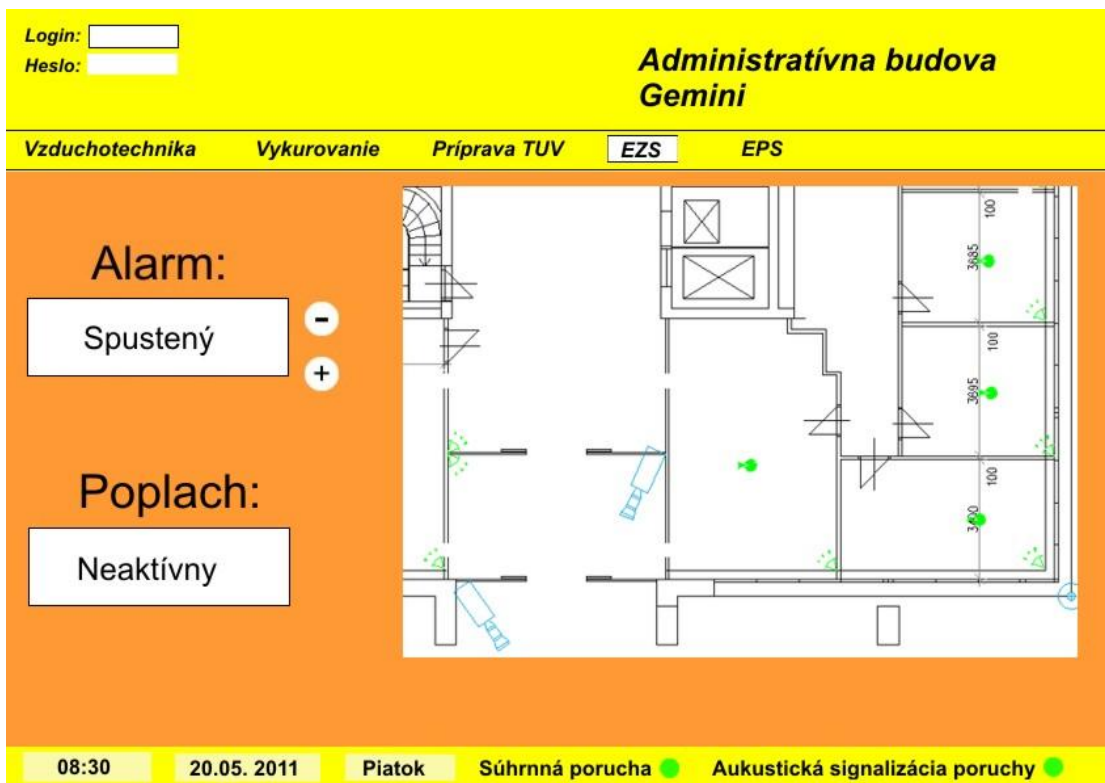 Login:
Heslo:
Administratívna budova
Gemini
Vzduchotechnika Vykurovanie Príprava TUV EZS EPS
Alarm:
Spustený
-
+
Poplach:
Neaktívny
100
3685
100
3695
100
3400
08:30 20.05. 2011 Piatok Súhrnná porucha Aukustická signalizácia poruchy